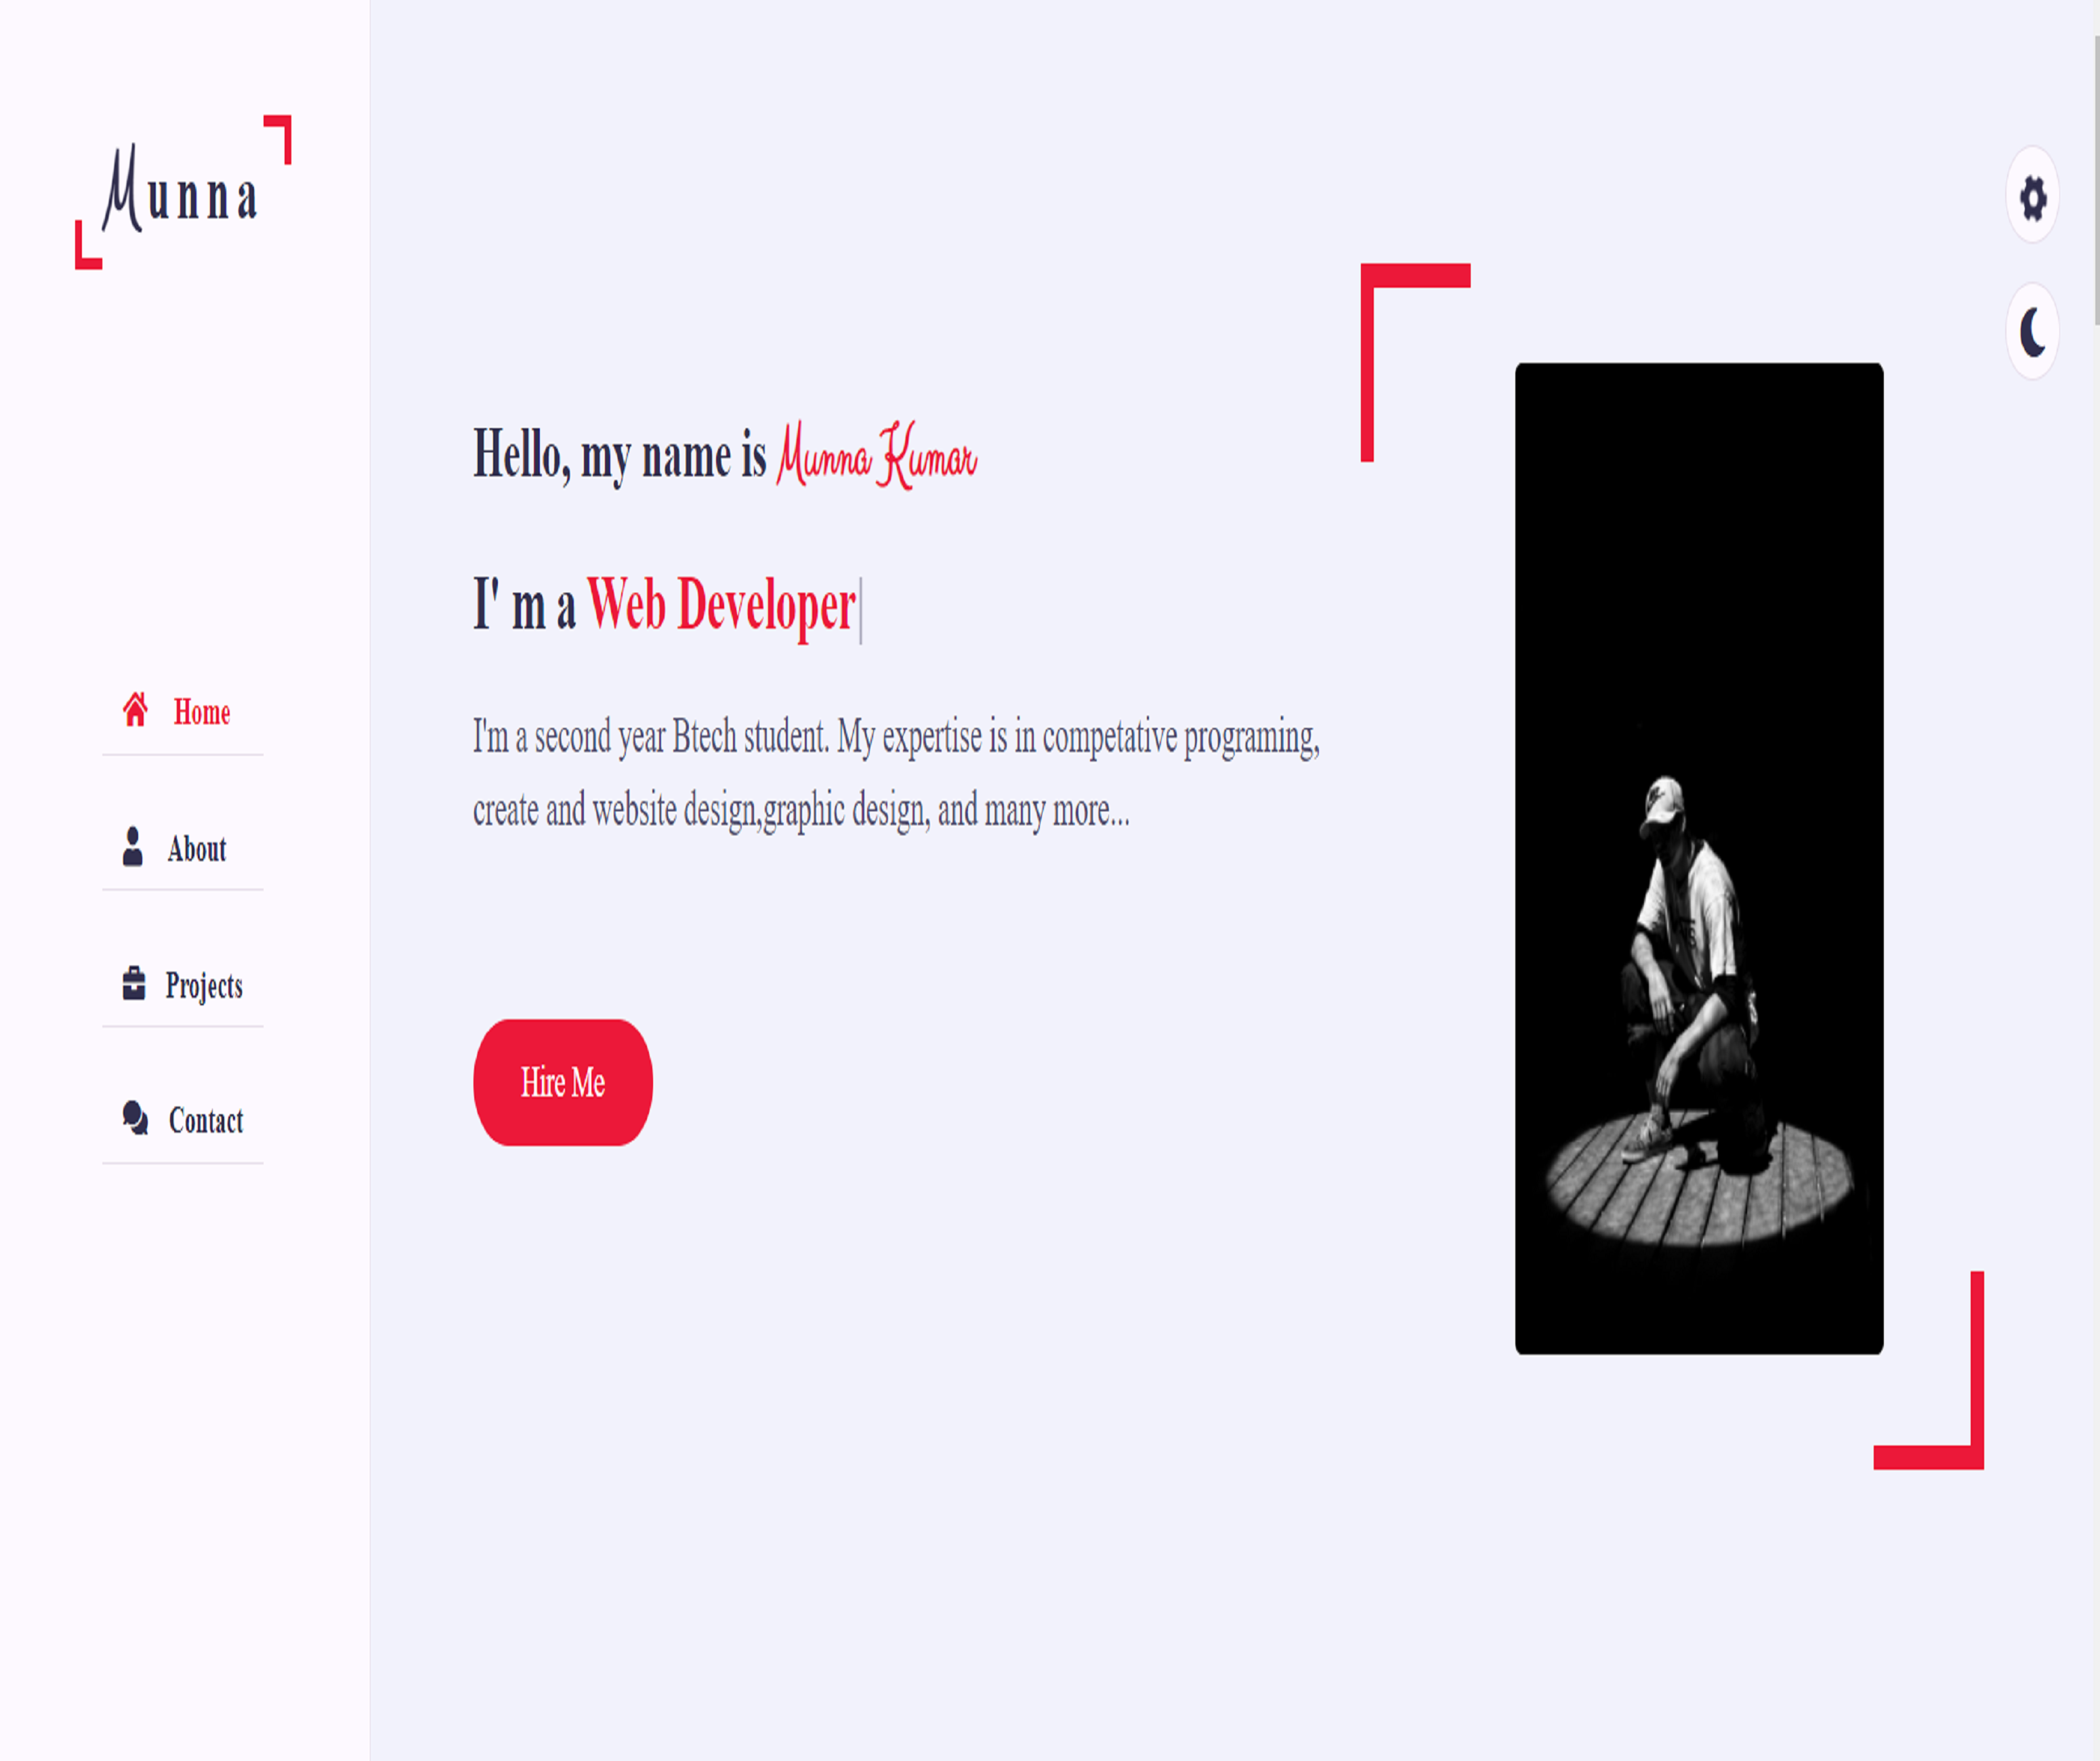 Munna
Home
About
Projects
Contact
Hello, my name is Munna Kumar
I' m a Web Developer
I'm a second year Btech student. My expertise is in competative programing,
create and website design,graphic design, and many more...
Hire Me